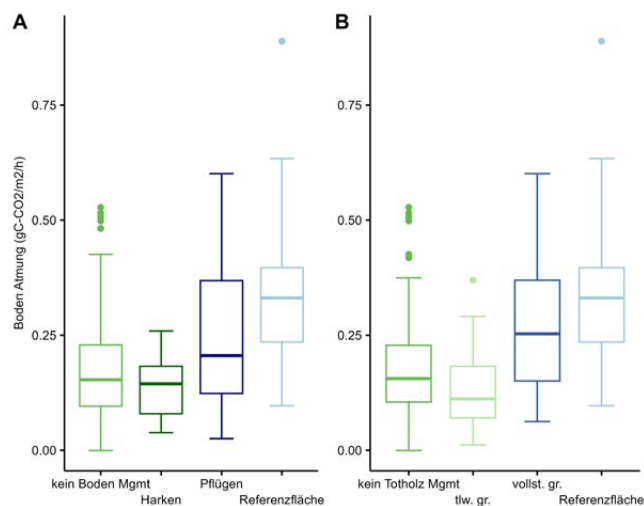 A
B
Boden Atmung (gC-CO2/m2/h)
0.75
0.50
0.25
0.00
kein Boden Mgmt
Harken
Pflügen
Referenzfläche
kein Totholz Mgmt
tlw. gr.
vollst. gr.
Referenzfläche